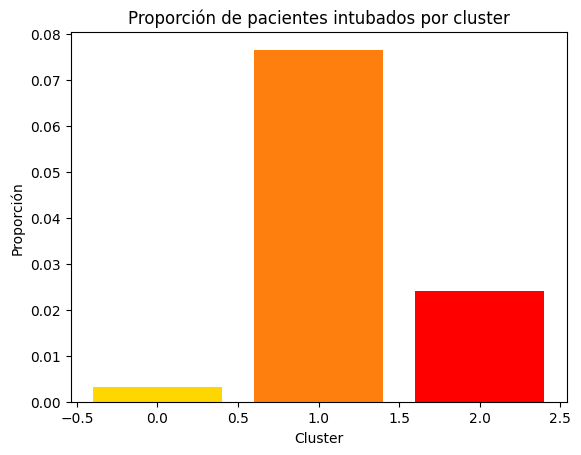 Proporción de pacientes intubados por cluster
0.08
0.07
0.06
0.05
0.04
0.03
0.02
0.01
0.00
Proporción
−0.5 0.0 0.5 1.0 1.5 2.0 2.5
Cluster